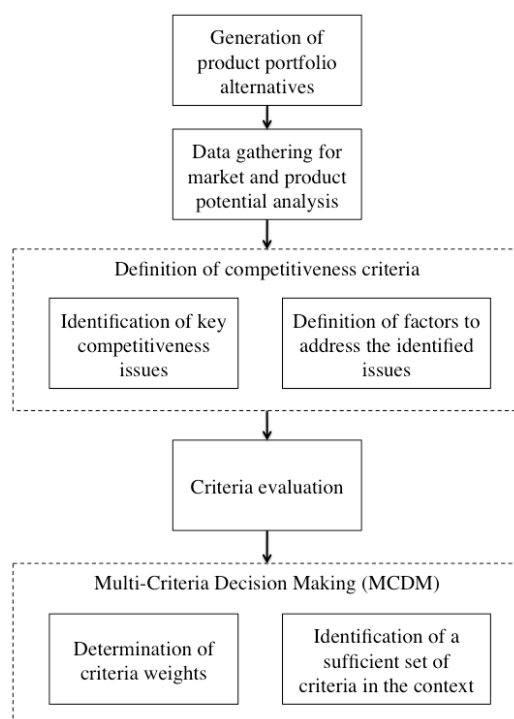 Generation of
product portfolio
alternatives
Data gathering for
market and product
potential analysis
Definition of competitiveness criteria
Identification of key
competitiveness
issues
Definition of factors to
address the identified
issues
Criteria evaluation
Multi-Criteria Decision Making (MCDM)
Determination of
criteria weights
Identification of a
sufficient set of
criteria in the context